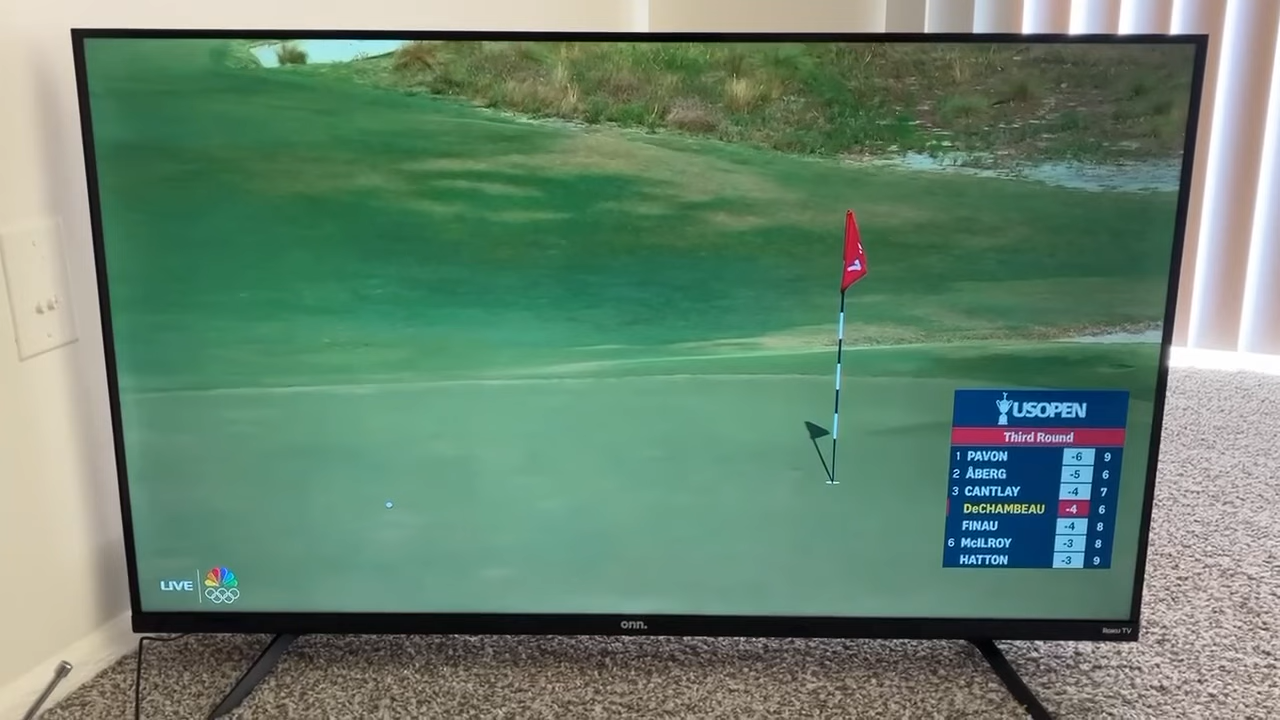 7
USOPEN
Third Round
1 PAVON -6 9
2 ÅBERG -5 6
3 CANTLAY -4 7
DeCHAMBEAU -4 6
FINAU -4 8
6 McILROY -3 8
HATTON -3 9
LIVE
onn.
Roku TV